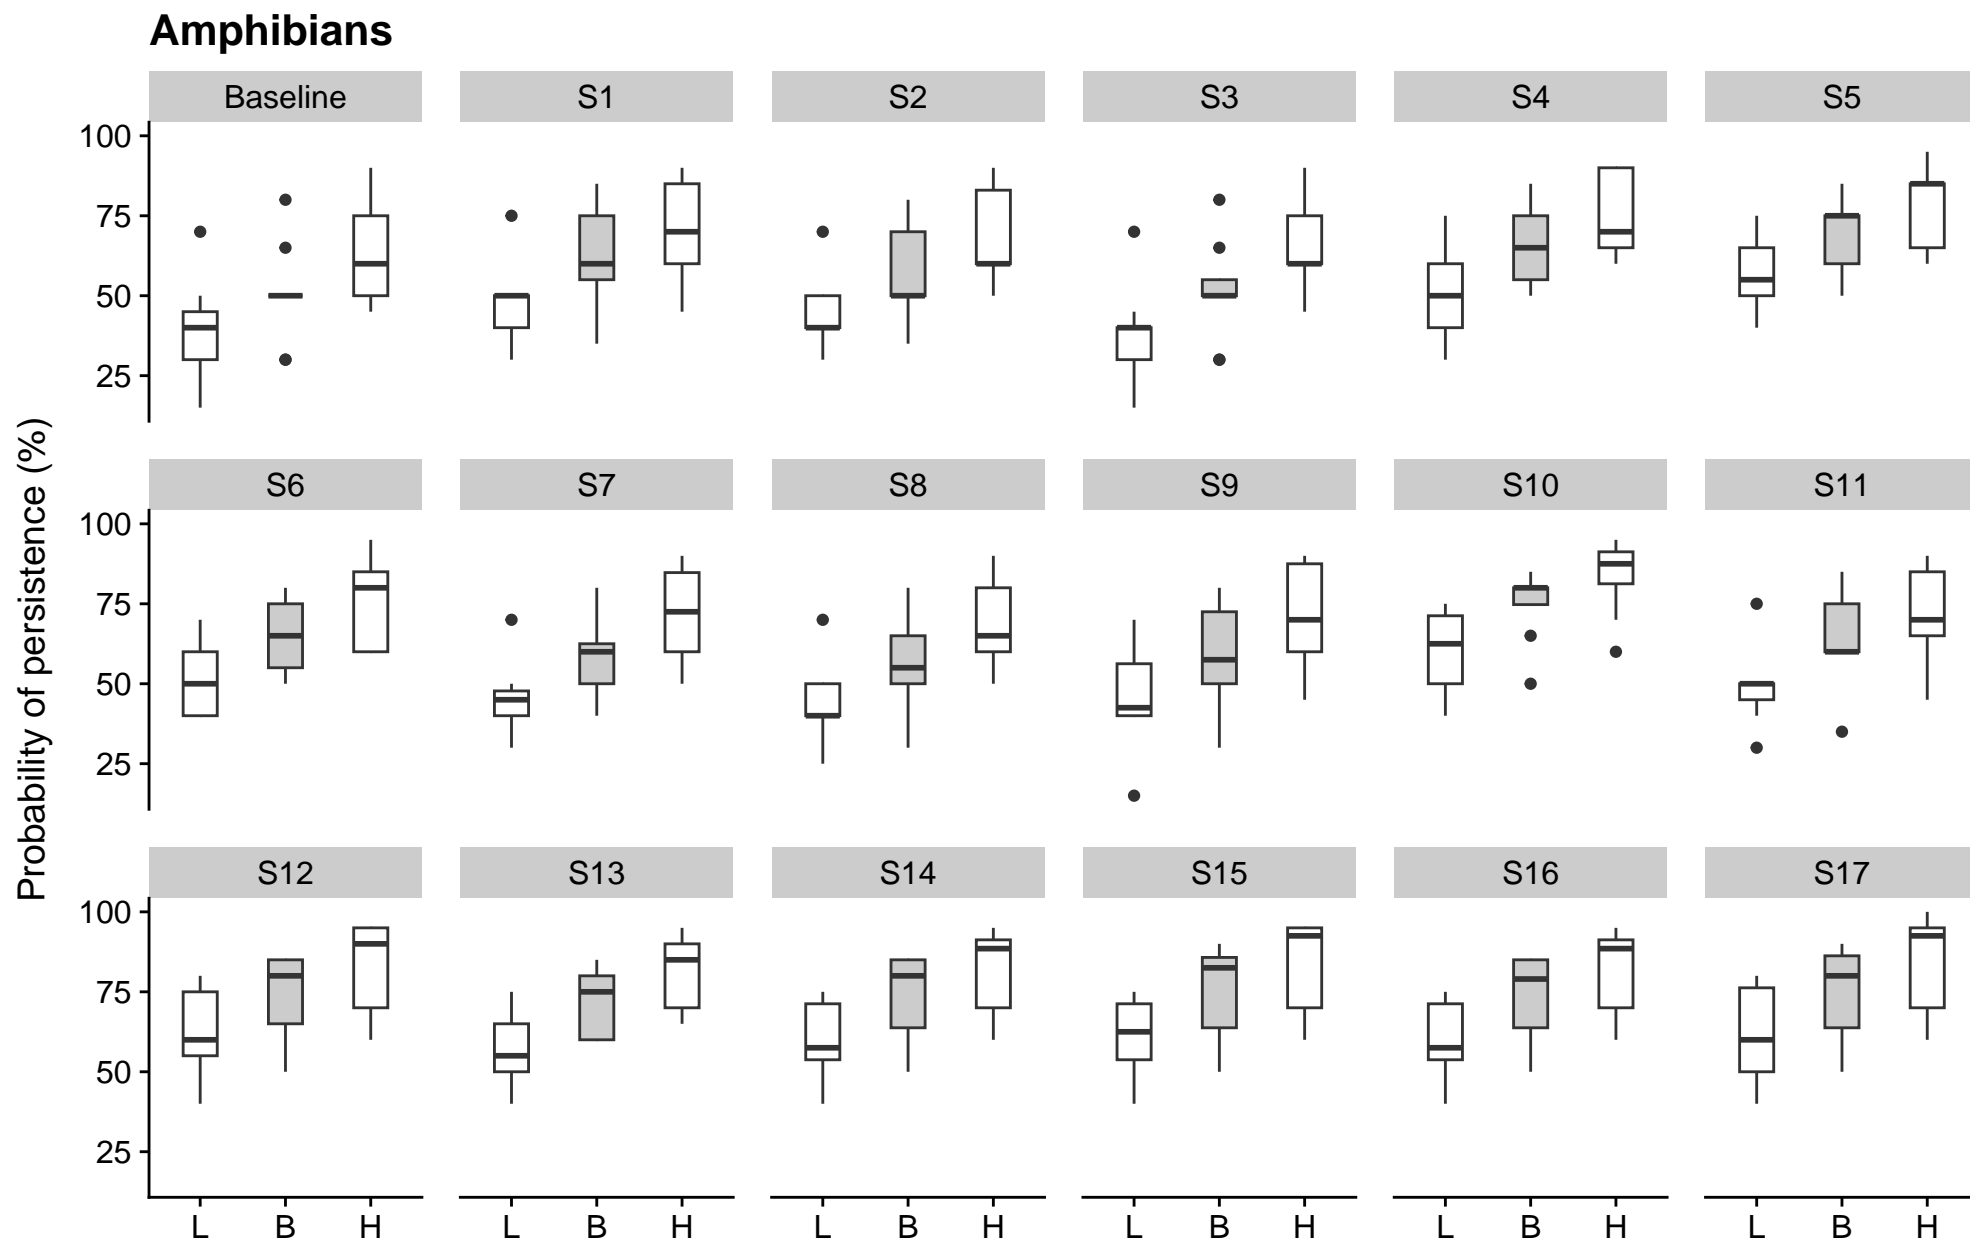 Amphibians
Baseline S1 S2 S3 S4 S5
100
75
50
25
Probability of persistence (%)
S6 S7 S8 S9 S10 S11
100
75
50
25
S12 S13 S14 S15 S16 S17
100
75
50
25
L B H L B H L B H L B H L B H L B H